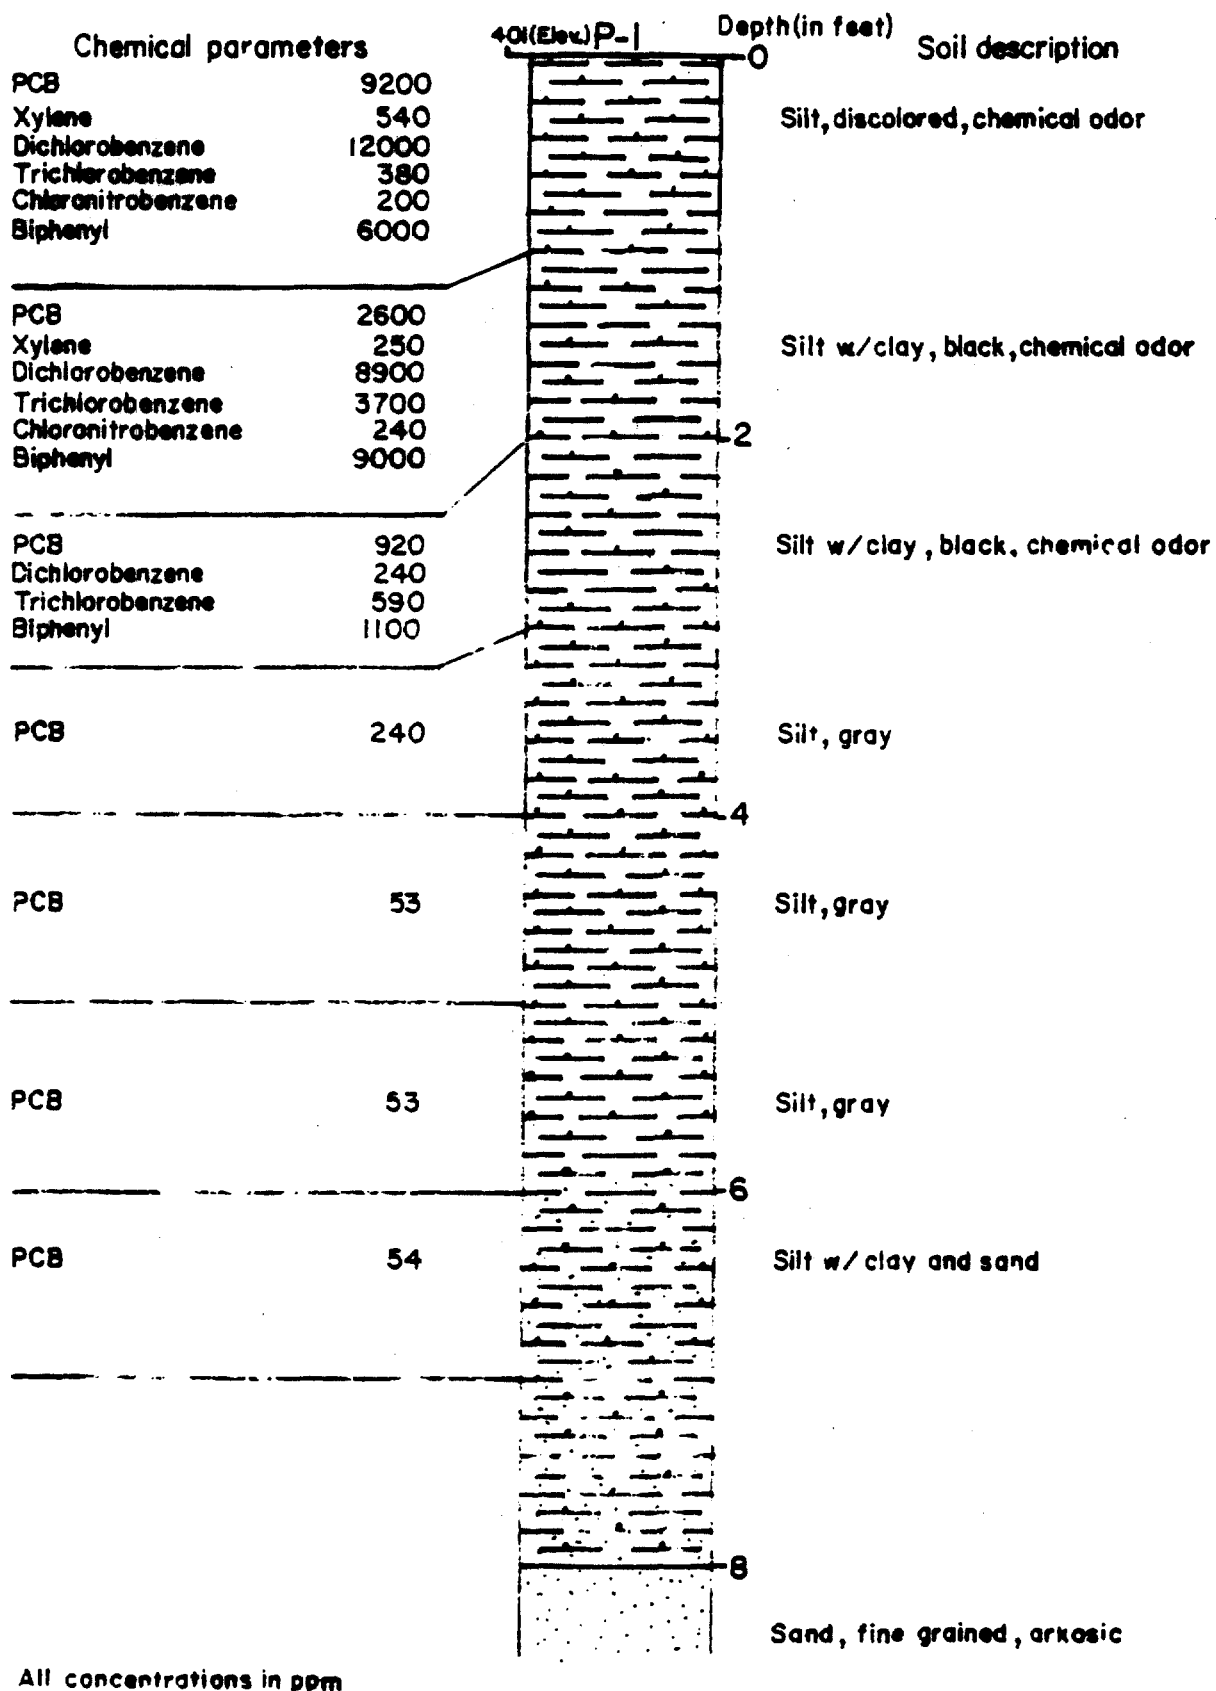 Chemical parameters 401(Elev.) P-1 Depth (in feet) Soil description
0
PCB 9200
Xylene 540 Silt, discolored, chemical odor
Dichlorobenzene 12000
Trichlorobenzene 380
Chloronitrobenzene 200
Biphenyl 6000
PCB 2600
Xylene 250 Silt w/clay, black, chemical odor
Dichlorobenzene 8900
Trichlorobenzene 3700
Chloronitrobenzene 240
2
Biphenyl 9000
PCB 920 Silt w/clay, black, chemical odor
Dichlorobenzene 240
Trichlorobenzene 590
Biphenyl 1100
PCB 240 Silt, gray
4
PCB 53 Silt, gray
PCB 53 Silt, gray
6
PCB 54 Silt w/clay and sand
8
Sand, fine grained, arkosic
All concentrations in ppm